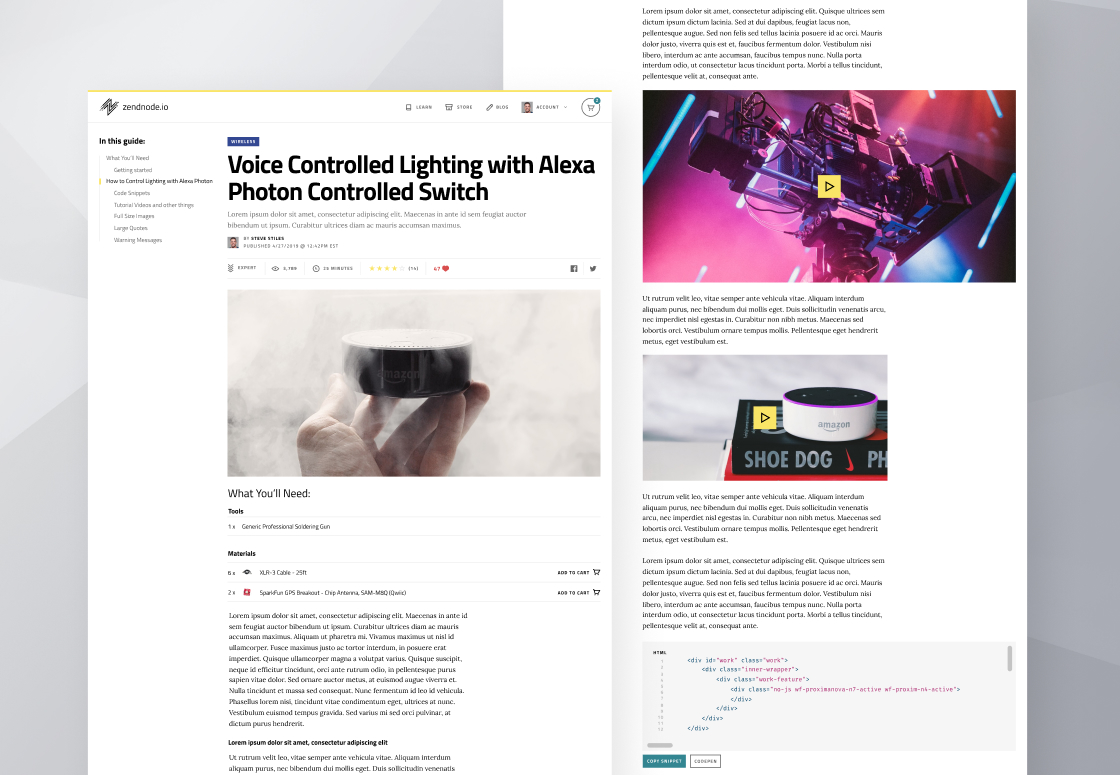 zendnode.io
LEARN
STORE
BLOG
ACCOUNT
2
In this guide:
What You'll Need
Getting started
How to Control Lighting with Alexa Photon
Code Snippets
Tutorial Videos and other things
Full Size Images
Large Quotes
Warning Messages
WIRELESS
Voice Controlled Lighting with Alexa
Photon Controlled Switch
Lorem ipsum dolor sit amet, consectetur adipiscing elit. Maecenas in ante id sem feugiat auctor
bibendum ut ipsum. Curabitur ultrices diam ac mauris accumsan maximus.
BY STEVE STILES
PUBLISHED 4/27/2019 @ 12:42PM EST
EXPERT
5,789
25 MINUTES
(14)
67
amazon
What You'll Need:
Tools
1 x Generic Professional Soldering Gun
Materials
6 x XLR-3 Cable - 25ft ADD TO CART
2 x SparkFun GPS Breakout - Chip Antenna, SAM-M8Q (Qwiic) ADD TO CART
Lorem ipsum dolor sit amet, consectetur adipiscing elit. Maecenas in ante id
sem feugiat auctor bibendum ut ipsum. Curabitur ultrices diam ac mauris
accumsan maximus. Aliquam ut pharetra mi. Vivamus maximus ut nisl id
ullamcorper. Fusce maximus justo ac tortor interdum, in posuere erat
imperdiet. Quisque ullamcorper magna a volutpat varius. Quisque suscipit,
neque id efficitur tincidunt, orci ante rutrum odio, in pellentesque purus
sapien vitae dolor. Sed ornare auctor metus, at euismod augue viverra et.
Nulla tincidunt et massa sed consequat. Nunc fermentum id leo id vehicula.
Phasellus lorem nisi, tincidunt vitae condimentum eget, ultrices at nunc.
Vestibulum euismod tempus gravida. Sed varius mi sed orci pulvinar, at
dictum purus hendrerit.
Lorem ipsum dolor sit amet, consectetur adipiscing elit
Ut rutrum velit leo, vitae semper ante vehicula vitae. Aliquam interdum
aliquam purus, nec bibendum dui mollis eget. Duis sollicitudin venenatis
Lorem ipsum dolor sit amet, consectetur adipiscing elit. Quisque ultrices sem
dictum ipsum dictum lacinia. Sed at dui dapibus, feugiat lacus non,
pellentesque augue. Sed non felis sed tellus lacinia posuere id ac orci. Mauris
dolor justo, viverra quis est et, faucibus fermentum dolor. Vestibulum nisi
libero, interdum ac ante accumsan, faucibus tempus nunc. Nulla porta
interdum odio, ut consectetur lacus tincidunt porta. Morbi a tellus tincidunt,
pellentesque velit at, consequat ante.
Ut rutrum velit leo, vitae semper ante vehicula vitae. Aliquam interdum
aliquam purus, nec bibendum dui mollis eget. Duis sollicitudin venenatis arcu,
nec imperdiet nisl egestas in. Curabitur non nibh metus. Maecenas sed
lobortis orci. Vestibulum ornare tempus mollis. Pellentesque eget hendrerit
metus, eget vestibulum est.
amazon
SHOE DOG PH
Ut rutrum velit leo, vitae semper ante vehicula vitae. Aliquam interdum
aliquam purus, nec bibendum dui mollis eget. Duis sollicitudin venenatis
arcu, nec imperdiet nisl egestas in. Curabitur non nibh metus. Maecenas sed
lobortis orci. Vestibulum ornare tempus mollis. Pellentesque eget hendrerit
metus, eget vestibulum est.
Lorem ipsum dolor sit amet, consectetur adipiscing elit. Quisque ultrices sem
dictum ipsum dictum lacinia. Sed at dui dapibus, feugiat lacus non,
pellentesque augue. Sed non felis sed tellus lacinia posuere id ac orci. Mauris
dolor justo, viverra quis est et, faucibus fermentum dolor. Vestibulum nisi
libero, interdum ac ante accumsan, faucibus tempus nunc. Nulla porta
interdum odio, ut consectetur lacus tincidunt porta. Morbi a tellus tincidunt,
pellentesque velit at, consequat ante.
HTML
<div id="work" class="work">
<div class="inner-wrapper">
<div class="work-feature">
<div class="no-js wf-proximanova-n7-active wf-proxim-n4-active">
</div>
</div>
</div>
</div>
COPY SNIPPET
CODEPEN